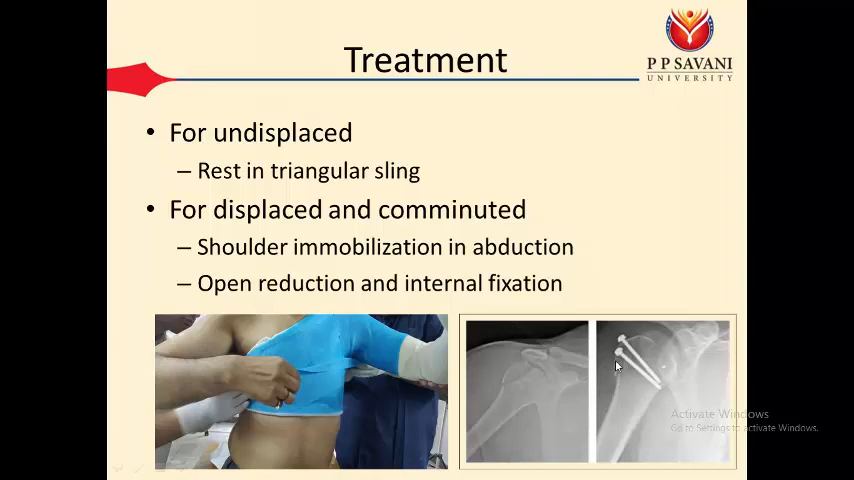 Treatment
P P SAVANI
UNIVERSITY
• For undisplaced
– Rest in triangular sling
• For displaced and comminuted
– Shoulder immobilization in abduction
– Open reduction and internal fixation
Activate Windows
Go to Settings to activate Windows.